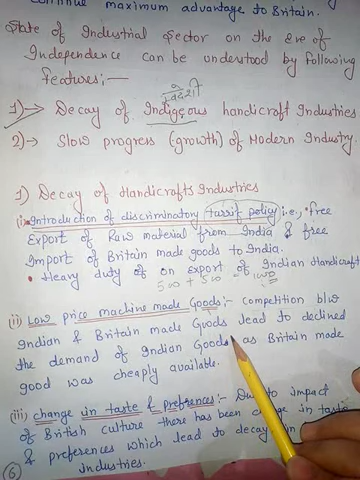 continue maximum advantage to Britain.
State of Industrial Sector on the Eve of
Independence can be understood by following
features:-
1) → Decay of Indigeous handicraft Industries
2) → Slow progress (growth) of Modern Industry.
1) Decay of Handicrafts Industries
(i) Introduction of discriminatory tarrif policy i.e., • free
Export of Raw material from India & free
Import of Britain made goods to India.
• Heavy duty of on export of Indian Handicraft
500 + 500 = 1000
(ii) Low price machine made Goods:- Competition b/w
Indian & Britain made Goods lead to declined
the demand of Indian Goods as Britain made
good was cheaply available.
(iii) change in taste & prefrences:- Due to impact
of British culture there has been change in taste
& preferences which lead to decay in
industries.
6